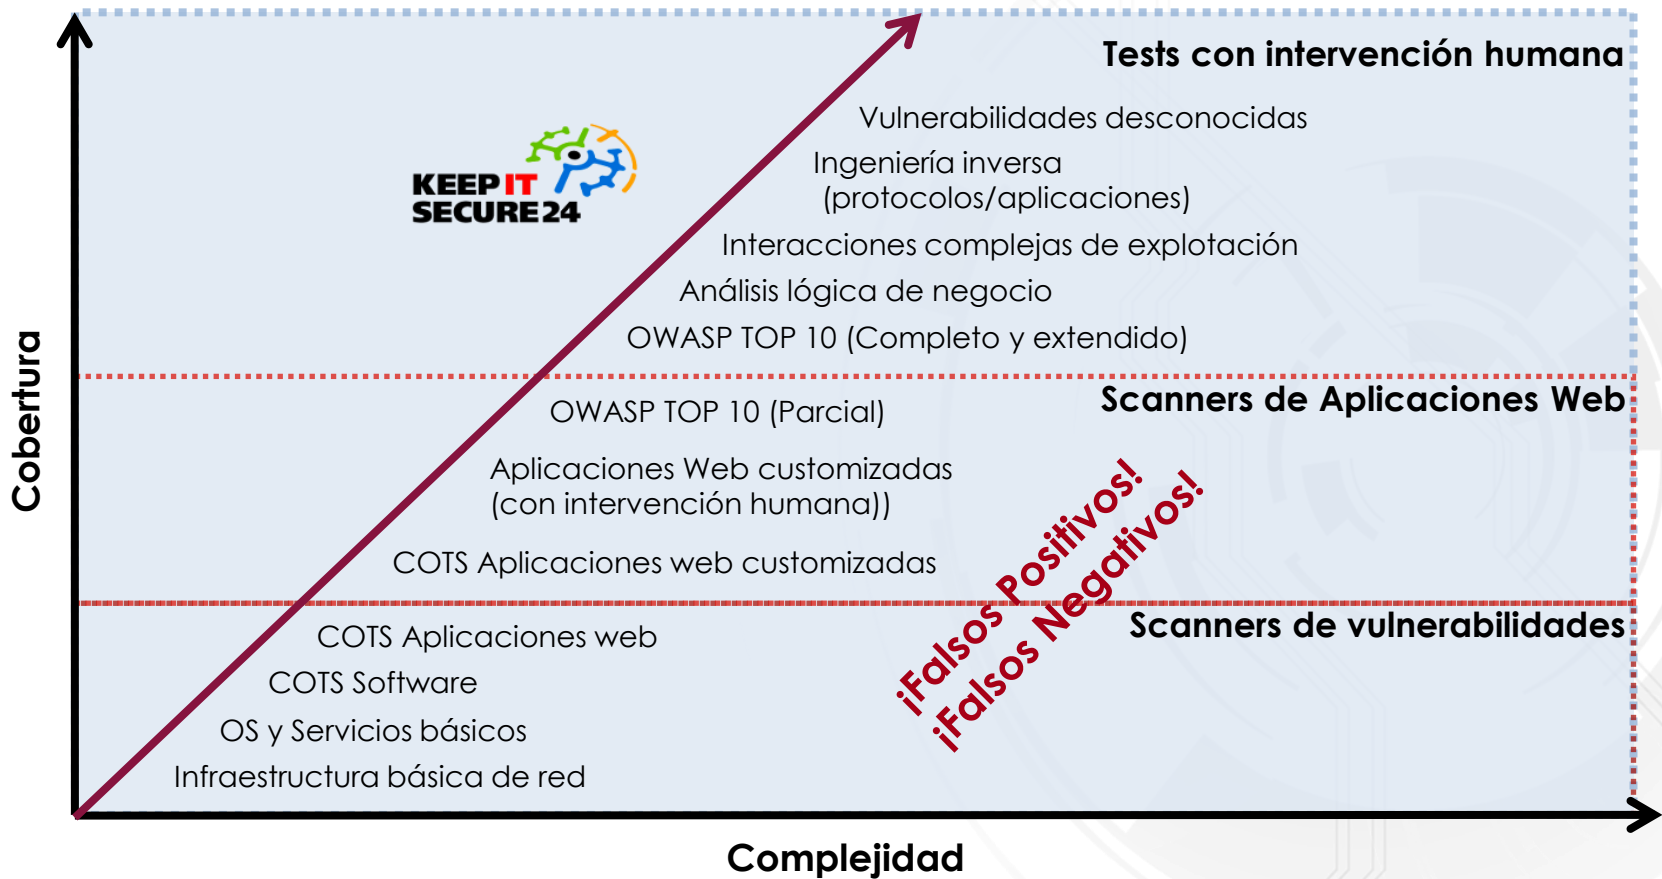 Tests con intervención humana
Vulnerabilidades desconocidas
Ingeniería inversa
(protocolos/aplicaciones)
KEEP IT
SECURE24
Interacciones complejas de explotación
Análisis lógica de negocio
OWASP TOP 10 (Completo y extendido)
Cobertura
Scanners de Aplicaciones Web
OWASP TOP 10 (Parcial)
Aplicaciones Web customizadas
(con intervención humana))
COTS Aplicaciones web customizadas
¡Falsos Positivos!
¡Falsos Negativos!
Scanners de vulnerabilidades
COTS Aplicaciones web
COTS Software
OS y Servicios básicos
Infraestructura básica de red
Complejidad